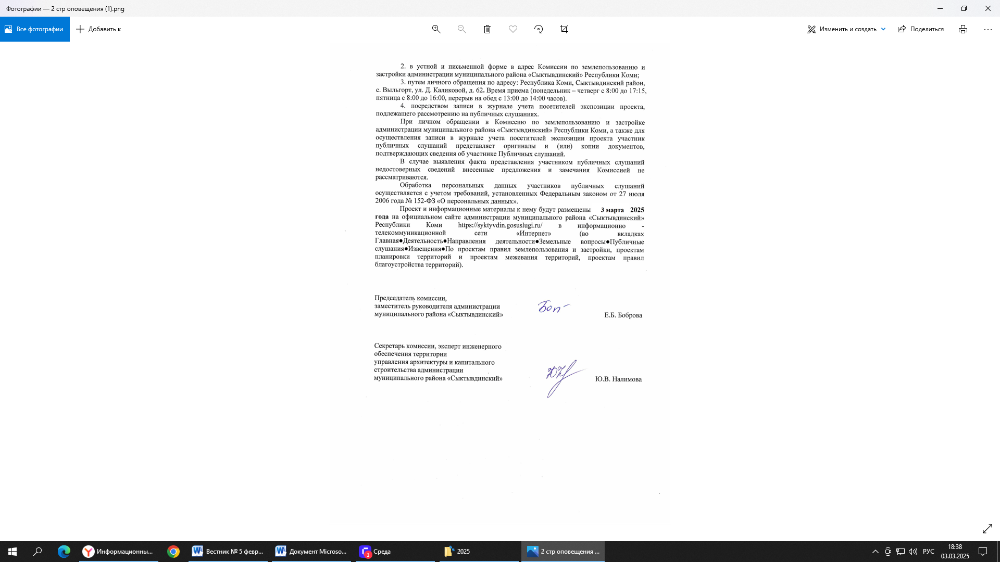 Фотографии — 2 стр оповещения (1).png
Все фотографии
Добавить к
Изменить и создать
Поделиться
2. в устной и письменной форме в адрес Комиссии по землепользованию и
застройки администрации муниципального района «Сыктывдинский» Республики Коми;
3. путем личного обращения по адресу: Республика Коми, Сыктывдинский район,
с. Выльгорт, ул. Д. Каликовой, д. 62. Время приема (понедельник – четверг с 8:00 до 17:15,
пятница с 8:00 до 16:00, перерыв на обед с 13:00 до 14:00 часов).
4. посредством записи в журнале учета посетителей экспозиции проекта,
подлежащего рассмотрению на публичных слушаниях.
При личном обращении в Комиссию по землепользованию и застройке
администрации муниципального района «Сыктывдинский» Республики Коми, а также для
осуществления записи в журнале учета посетителей экспозиции проекта участник
публичных слушаний представляет оригиналы и (или) копии документов,
подтверждающих сведения об участнике Публичных слушаний.
В случае выявления факта представления участником публичных слушаний
недостоверных сведений внесенные предложения и замечания Комиссией не
рассматриваются.
Обработка персональных данных участников публичных слушаний
осуществляется с учетом требований, установленных Федеральным законом от 27 июля
2006 года № 152-ФЗ «О персональных данных».
Проект и информационные материалы к нему будут размещены 3 марта 2025
года на официальном сайте администрации муниципального района «Сыктывдинский»
Республики Коми https://syktyvdin.gosuslugi.ru/ в информационно -
телекоммуникационной сети «Интернет» (во вкладках
Главная●Деятельность●Направления деятельности●Земельные вопросы●Публичные
слушания●Извещения●По проектам правил землепользования и застройки, проектам
планировки территорий и проектам межевания территорий, проектам правил
благоустройства территорий).
Председатель комиссии,
заместитель руководителя администрации
муниципального района «Сыктывдинский»
Е.Б. Боброва
Секретарь комиссии, эксперт инженерного
обеспечения территории
управления архитектуры и капитального
строительства администрации
муниципального района «Сыктывдинский»
Ю.В. Налимова
Информационны...
Вестник № 5 февр...
Документ Microso...
1
Среда
2025
2 стр оповещения ...
РУС
18:38
03.03.2025